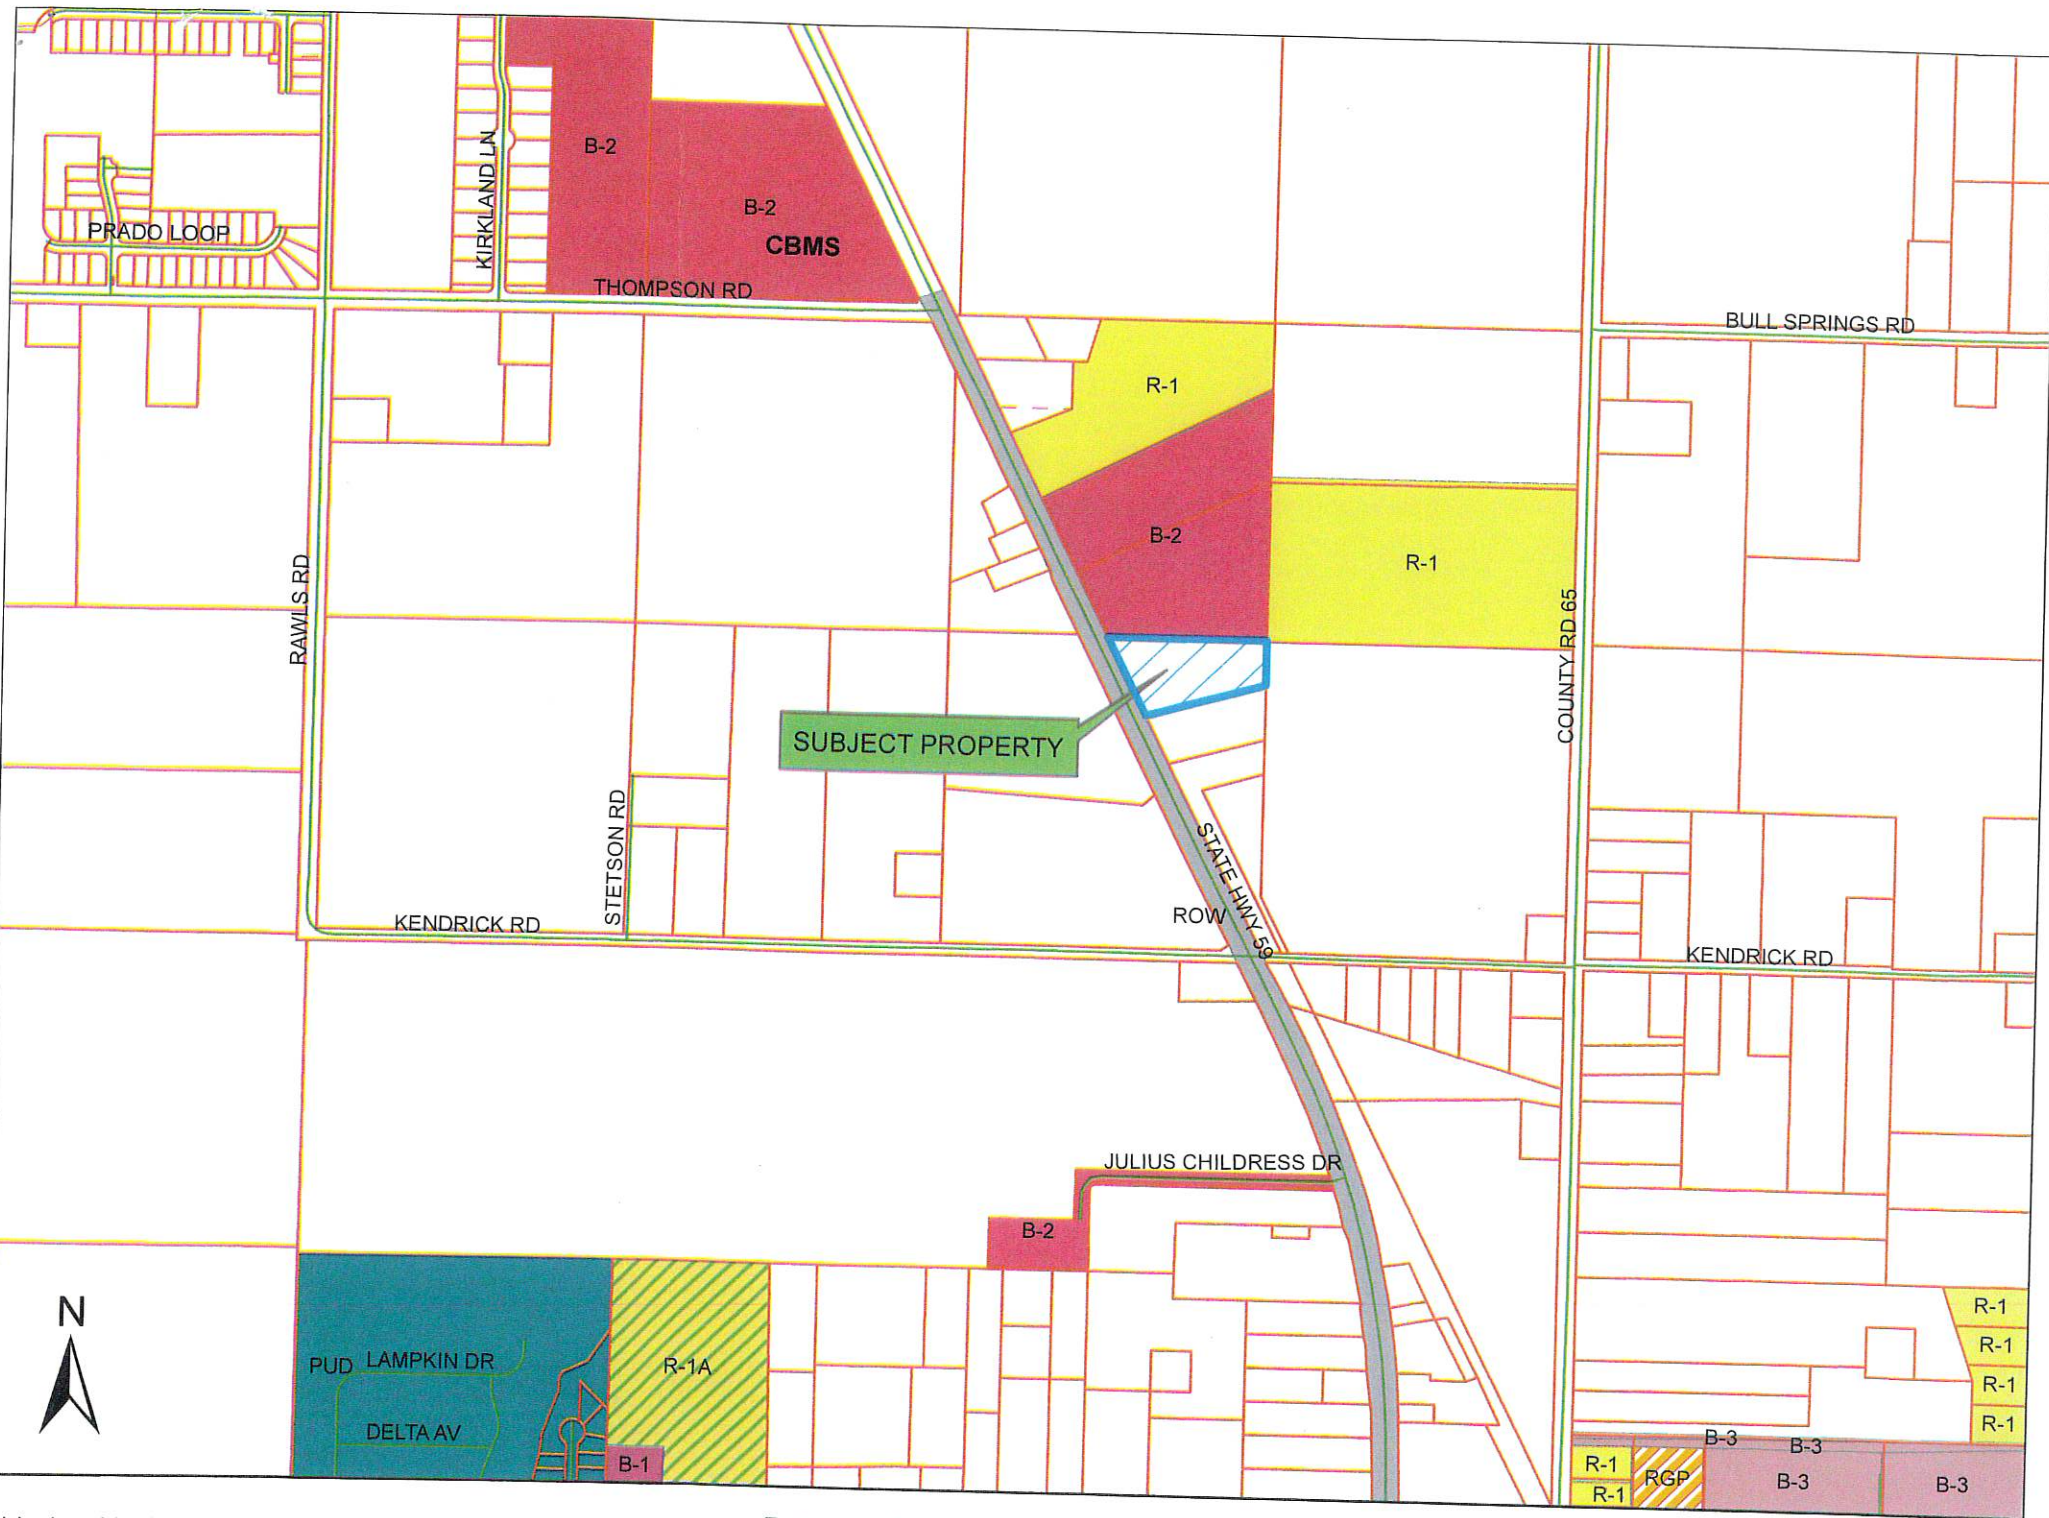 B-2
KIRKLAND LN
B-2
PRADO LOOP
CBMS
THOMPSON RD
BULL SPRINGS RD
R-1
B-2
R-1
RAWLS RD
COUNTY RD 65
SUBJECT PROPERTY
STETSON RD
STATE HWY 59
ROW
KENDRICK RD
KENDRICK RD
JULIUS CHILDRESS DR
B-2
N
R-1
R-1
PUD
LAMPKIN DR
R-1A
R-1
R-1
DELTA AV
B-3
B-3
B-1
R-1
RGP
B-3
B-3
R-1